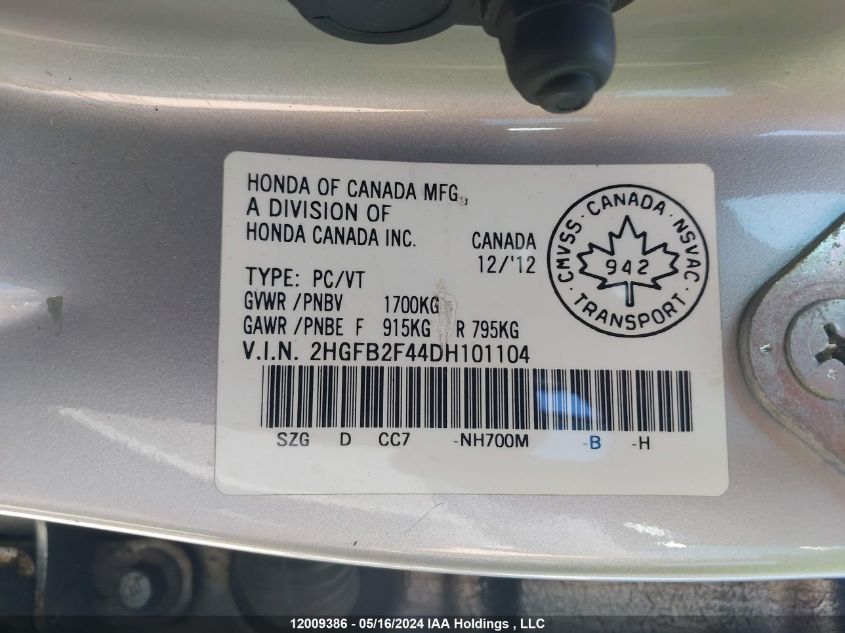 HONDA OF CANADA MFG.,
A DIVISION OF
HONDA CANADA INC.
CANADA
12/'12
CMVSS · CANADA · NSVAC
942
TRANSPORT
TYPE: PC/VT
GVWR /PNBV 1700KG
GAWR /PNBE F 915KG R 795KG
V.I.N. 2HGFB2F44DH101104
SZG D CC7 -NH700M -B -H
12009386 - 05/16/2024 IAA Holdings , LLC